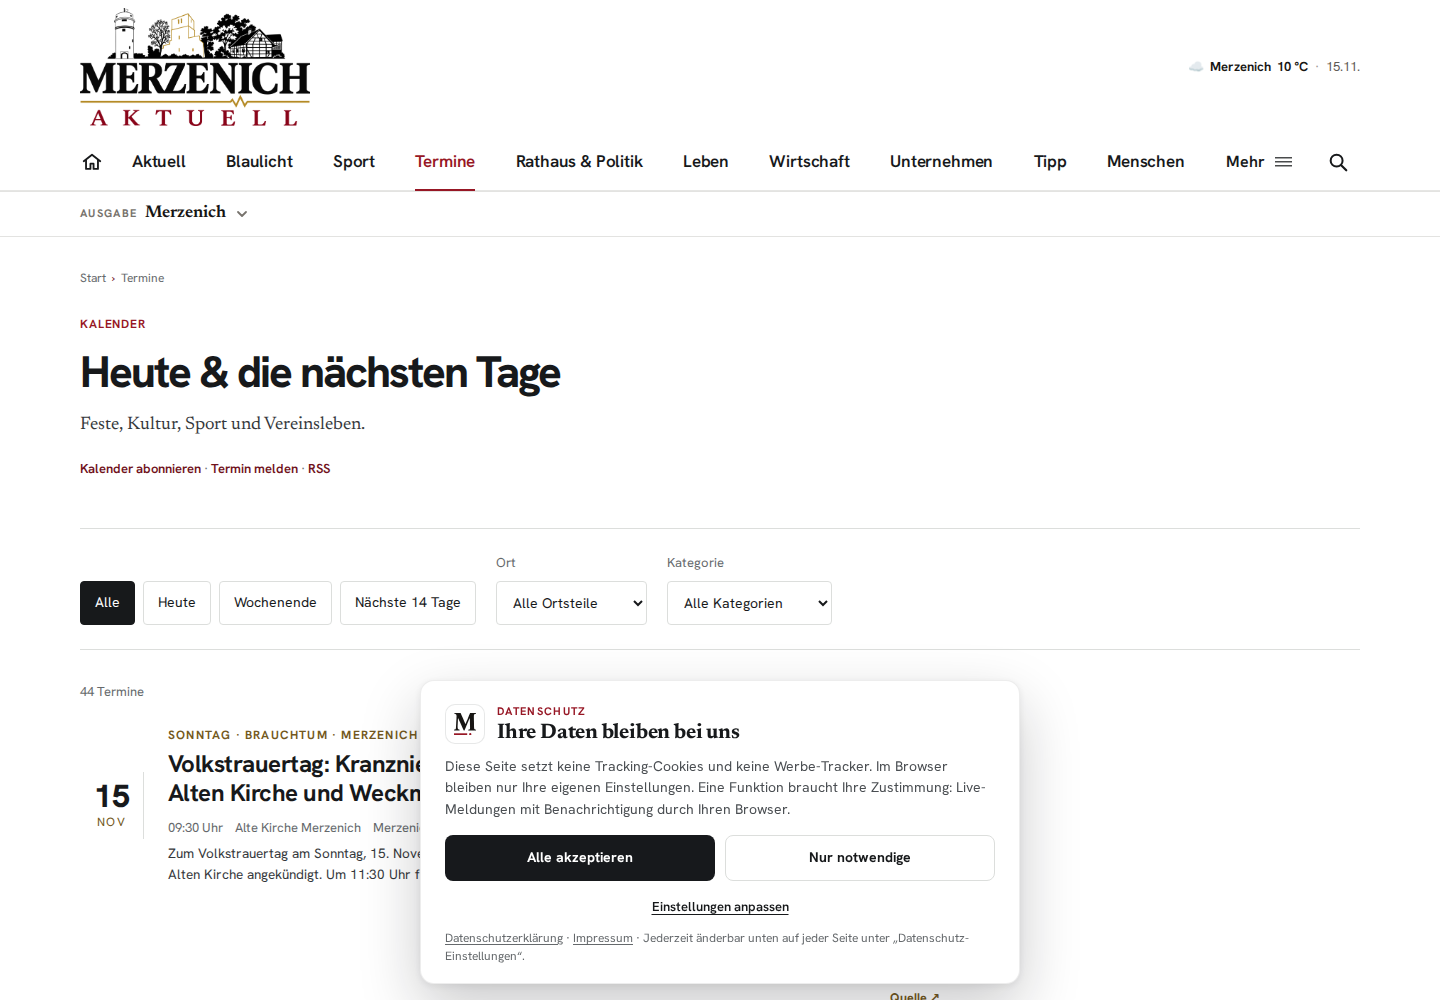 MERZENICH
AKTUELL
Merzenich 10 °C · 15.11.
Aktuell Blaulicht Sport Termine Rathaus & Politik Leben Wirtschaft Unternehmen Tipp Menschen Mehr
AUSGABE Merzenich
Start › Termine
KALENDER
Heute & die nächsten Tage
Feste, Kultur, Sport und Vereinsleben.
Kalender abonnieren · Termin melden · RSS
Ort Kategorie
Alle Heute Wochenende Nächste 14 Tage Alle Ortsteile Alle Kategorien
44 Termine
SONNTAG · BRAUCHTUM · MERZENICH
Volkstrauertag:
Alten Kirche und
15
NOV
09:30 Uhr Alte Kirche Merzenich
Zum Volkstrauertag am Sonntag, 15.
Alten Kirche angekündigt. Um 11:30 Uhr
M
DATENSCHUTZ
Ihre Daten bleiben bei uns
Diese Seite setzt keine Tracking-Cookies und keine Werbe-Tracker. Im Browser
bleiben nur Ihre eigenen Einstellungen. Eine Funktion braucht Ihre Zustimmung: Live-
Meldungen mit Benachrichtigung durch Ihren Browser.
Alle akzeptieren Nur notwendige
Einstellungen anpassen
Datenschutzerklärung · Impressum · Jederzeit änderbar unten auf jeder Seite unter „Datenschutz-
Einstellungen“.
Quelle ↗